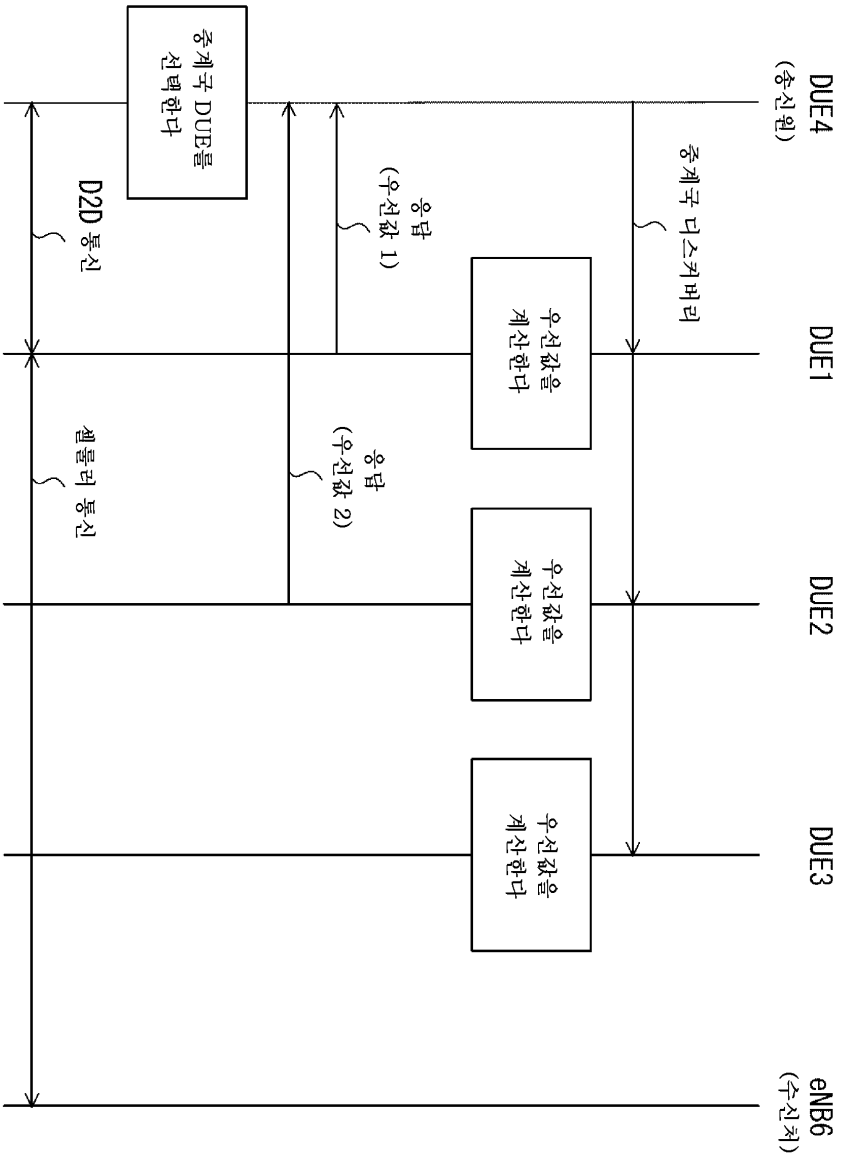 DUE4
(송신원)
DUE1
DUE2
DUE3
eNB6
(수신처)
중계국 디스커버리
우선값을
계산한다
우선값을
계산한다
우선값을
계산한다
응답
(우선값 1)
응답
(우선값 2)
중계국 DUE를
선택한다
D2D 통신
셀룰러 통신